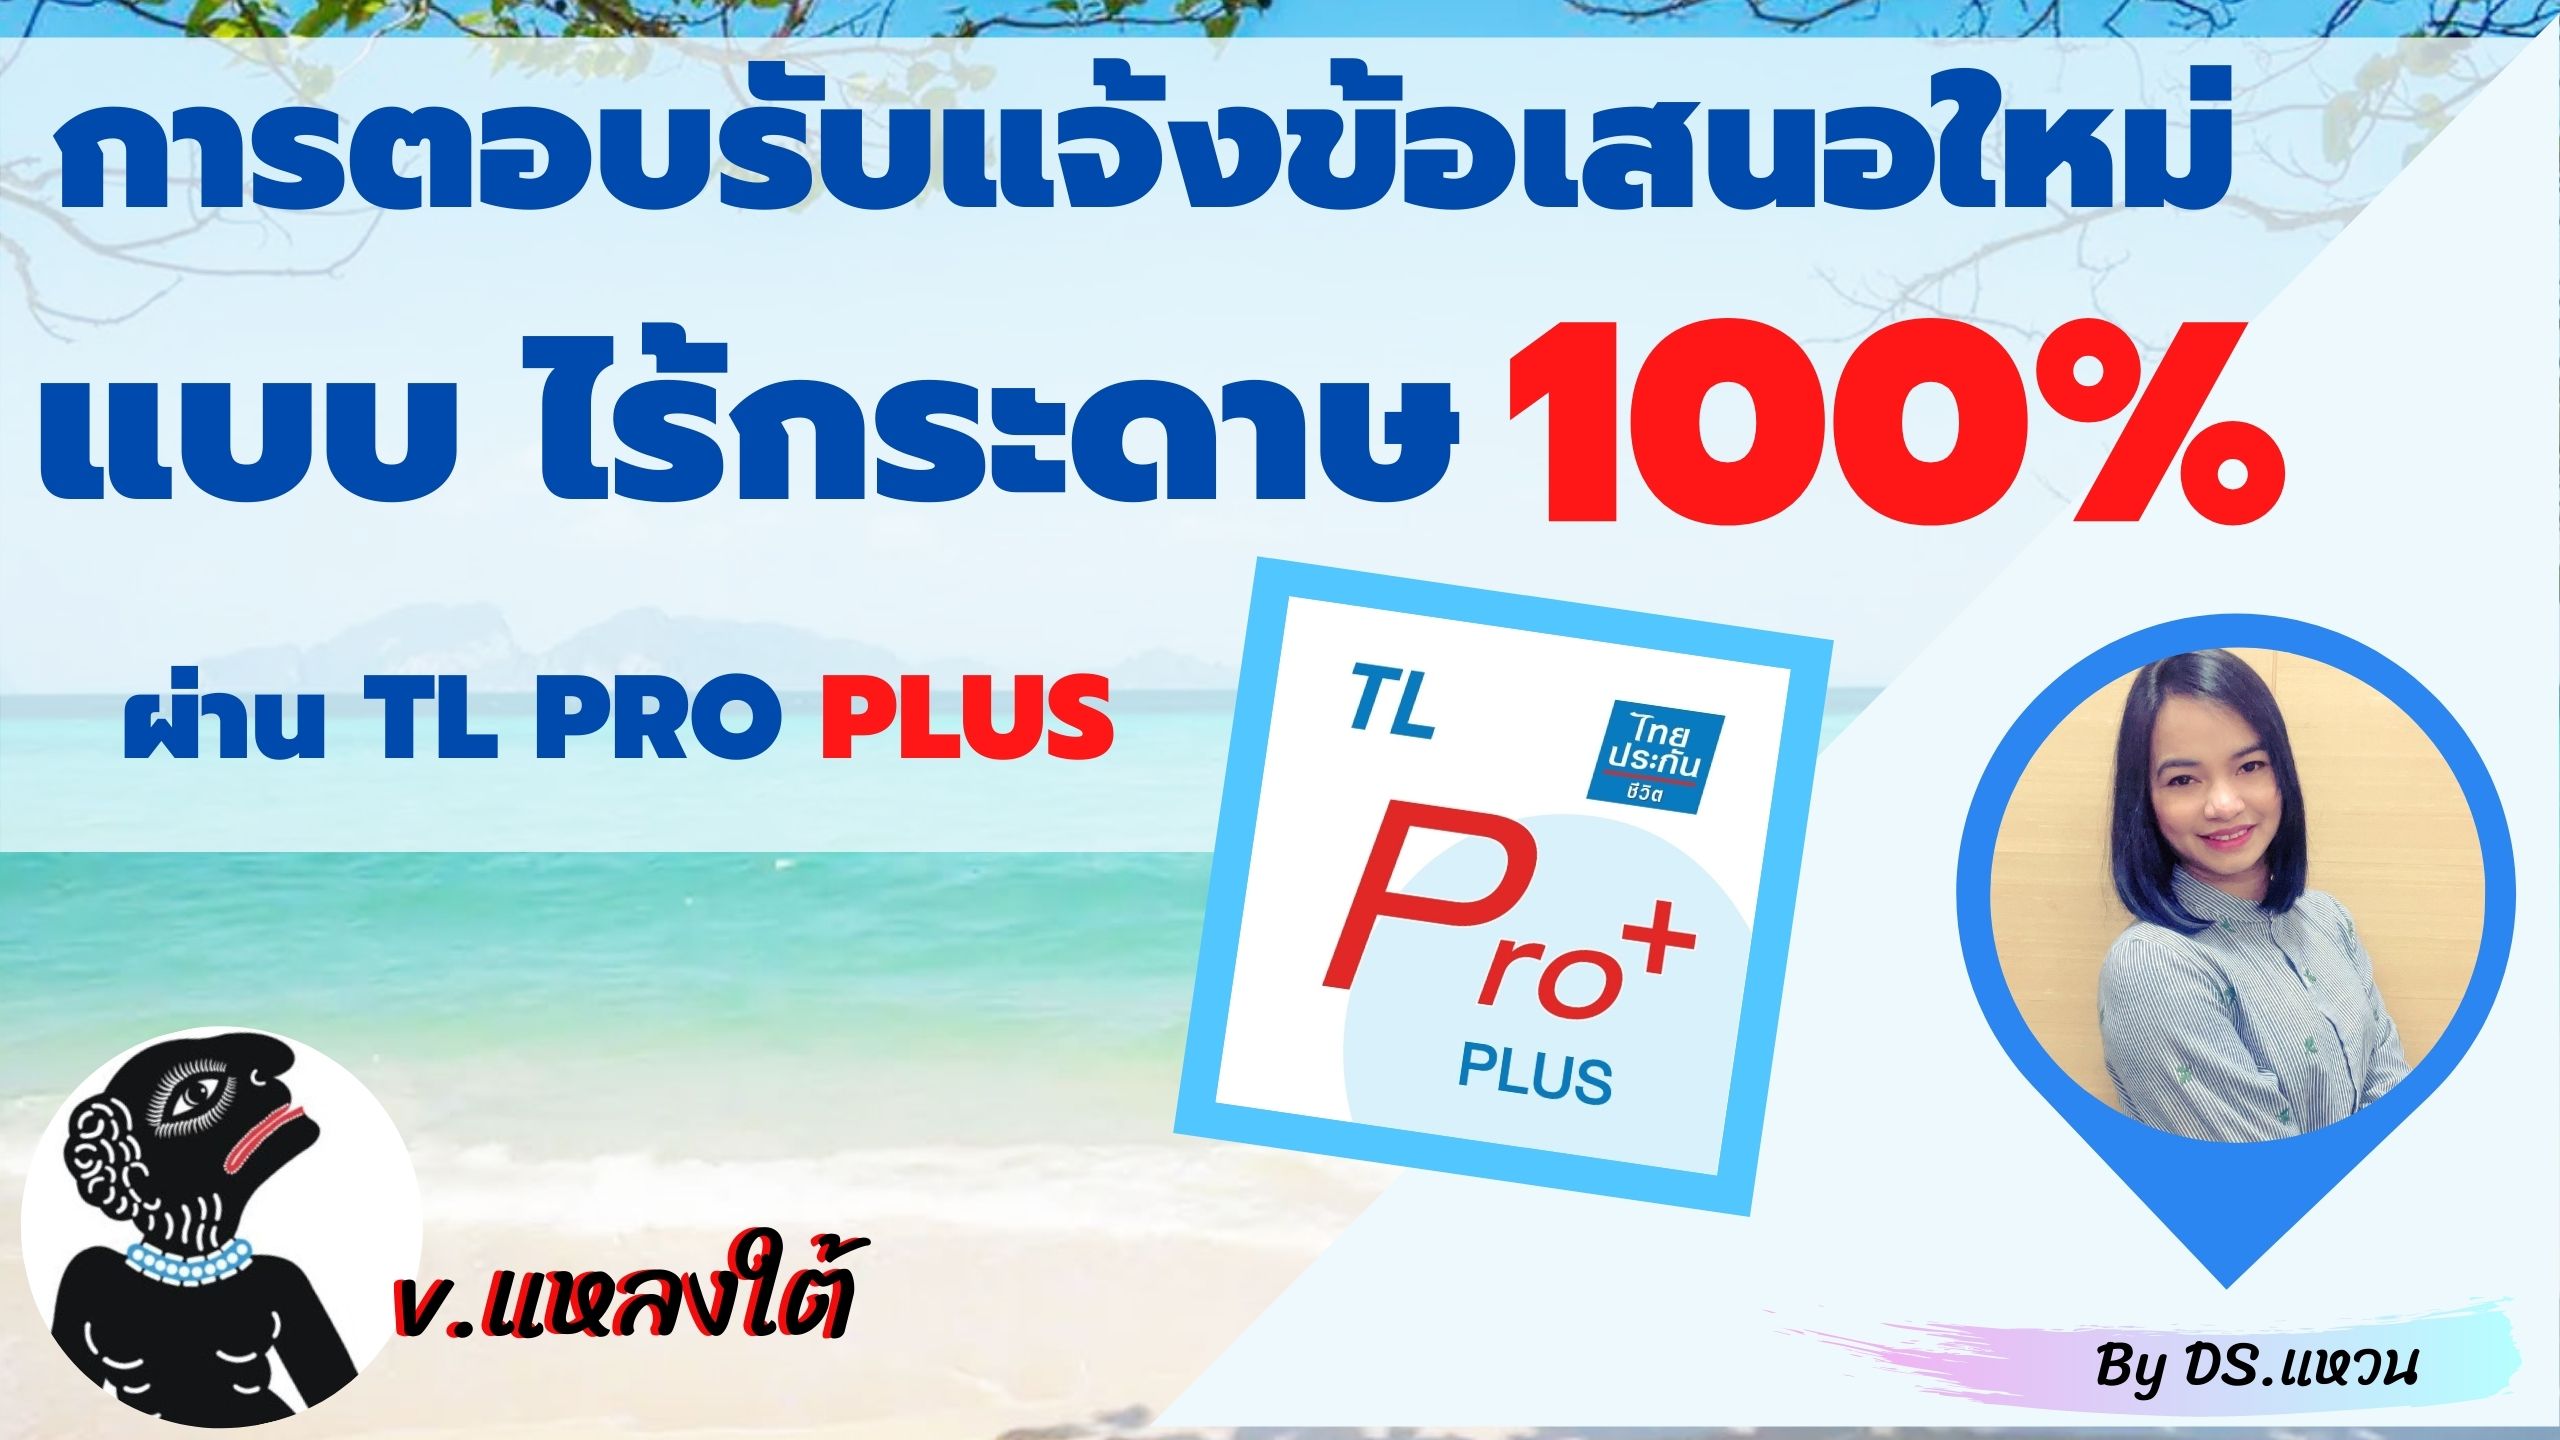 การตอบรับแจ้งข้อเสนอใหม่
แบบ ไร้กระดาษ 100%
ผ่าน TL PRO PLUS
TL
ไทย
ประกัน
ชีวิต
Pro+
PLUS
v.แหลงใต้
By DS.แหวน